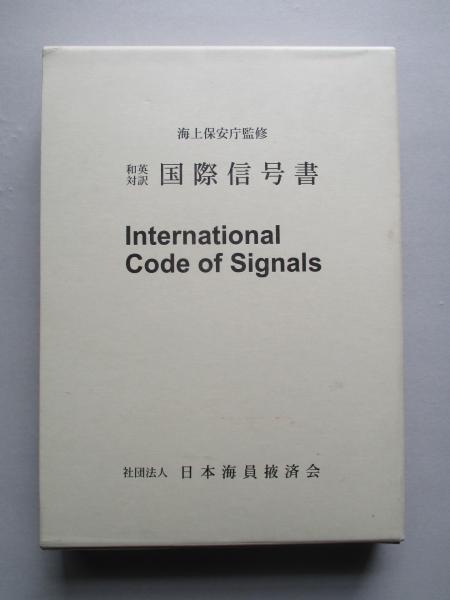 海上保安庁監修
和英対訳 国際信号書
International
Code of Signals
社団法人 日本海員掖済会